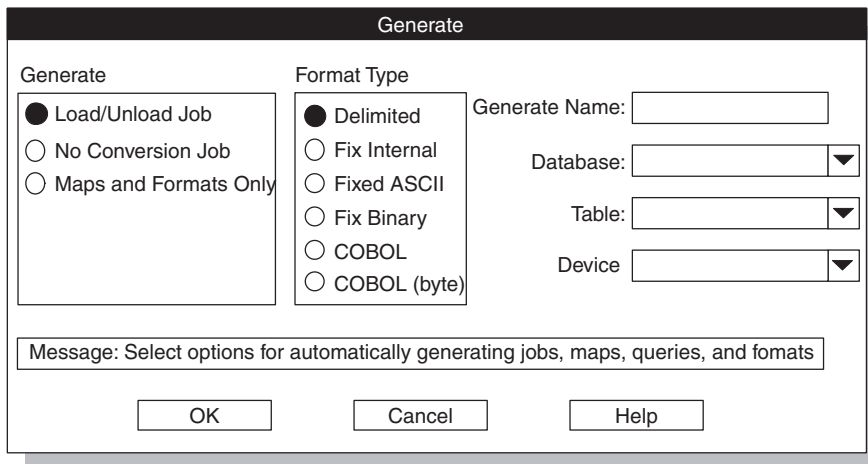 Generate
Generate
Load/Unload Job
No Conversion Job
Maps and Formats Only
Format Type
Delimited
Fix Internal
Fixed ASCII
Fix Binary
COBOL
COBOL (byte)
Generate Name:
Database:
Table:
Device
Message: Select options for automatically generating jobs, maps, queries, and fomats
OK
Cancel
Help